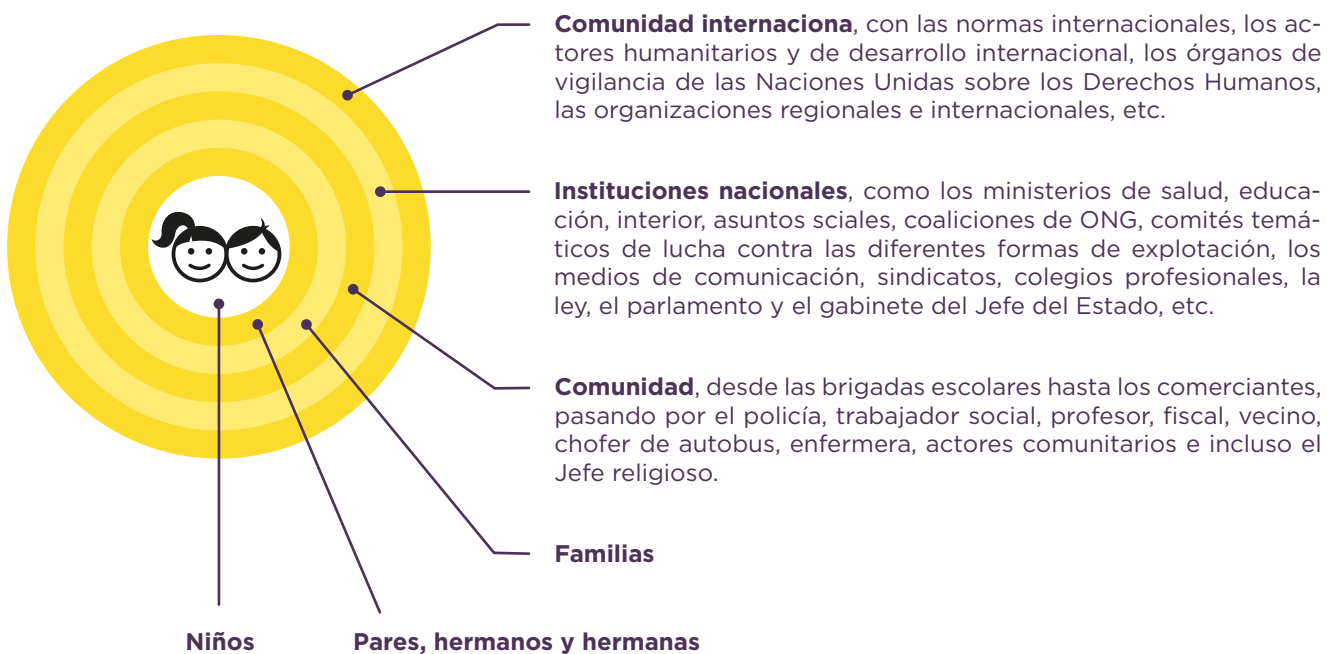 Comunidad internaciona, con las normas internacionales, los ac-
tores humanitarios y de desarrollo internacional, los órganos de
vigilancia de las Naciones Unidas sobre los Derechos Humanos,
las organizaciones regionales e internacionales, etc.
Instituciones nacionales, como los ministerios de salud, educa-
ción, interior, asuntos sciales, coaliciones de ONG, comités temá-
ticos de lucha contra las diferentes formas de explotación, los
medios de comunicación, sindicatos, colegios profesionales, la
ley, el parlamento y el gabinete del Jefe del Estado, etc.
Comunidad, desde las brigadas escolares hasta los comerciantes,
pasando por el policía, trabajador social, profesor, fiscal, vecino,
chofer de autobus, enfermera, actores comunitarios e incluso el
Jefe religioso.
Familias
Niños
Pares, hermanos y hermanas